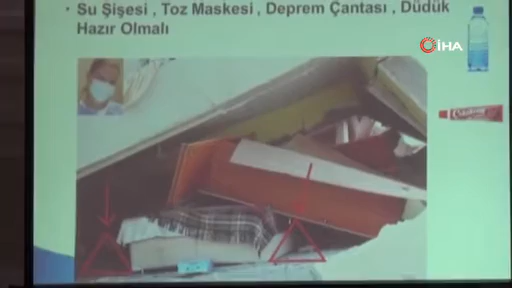 · Su Şişesi , Toz Maskesi , Deprem Çantası , Düdük
Hazır Olmalı
İHA